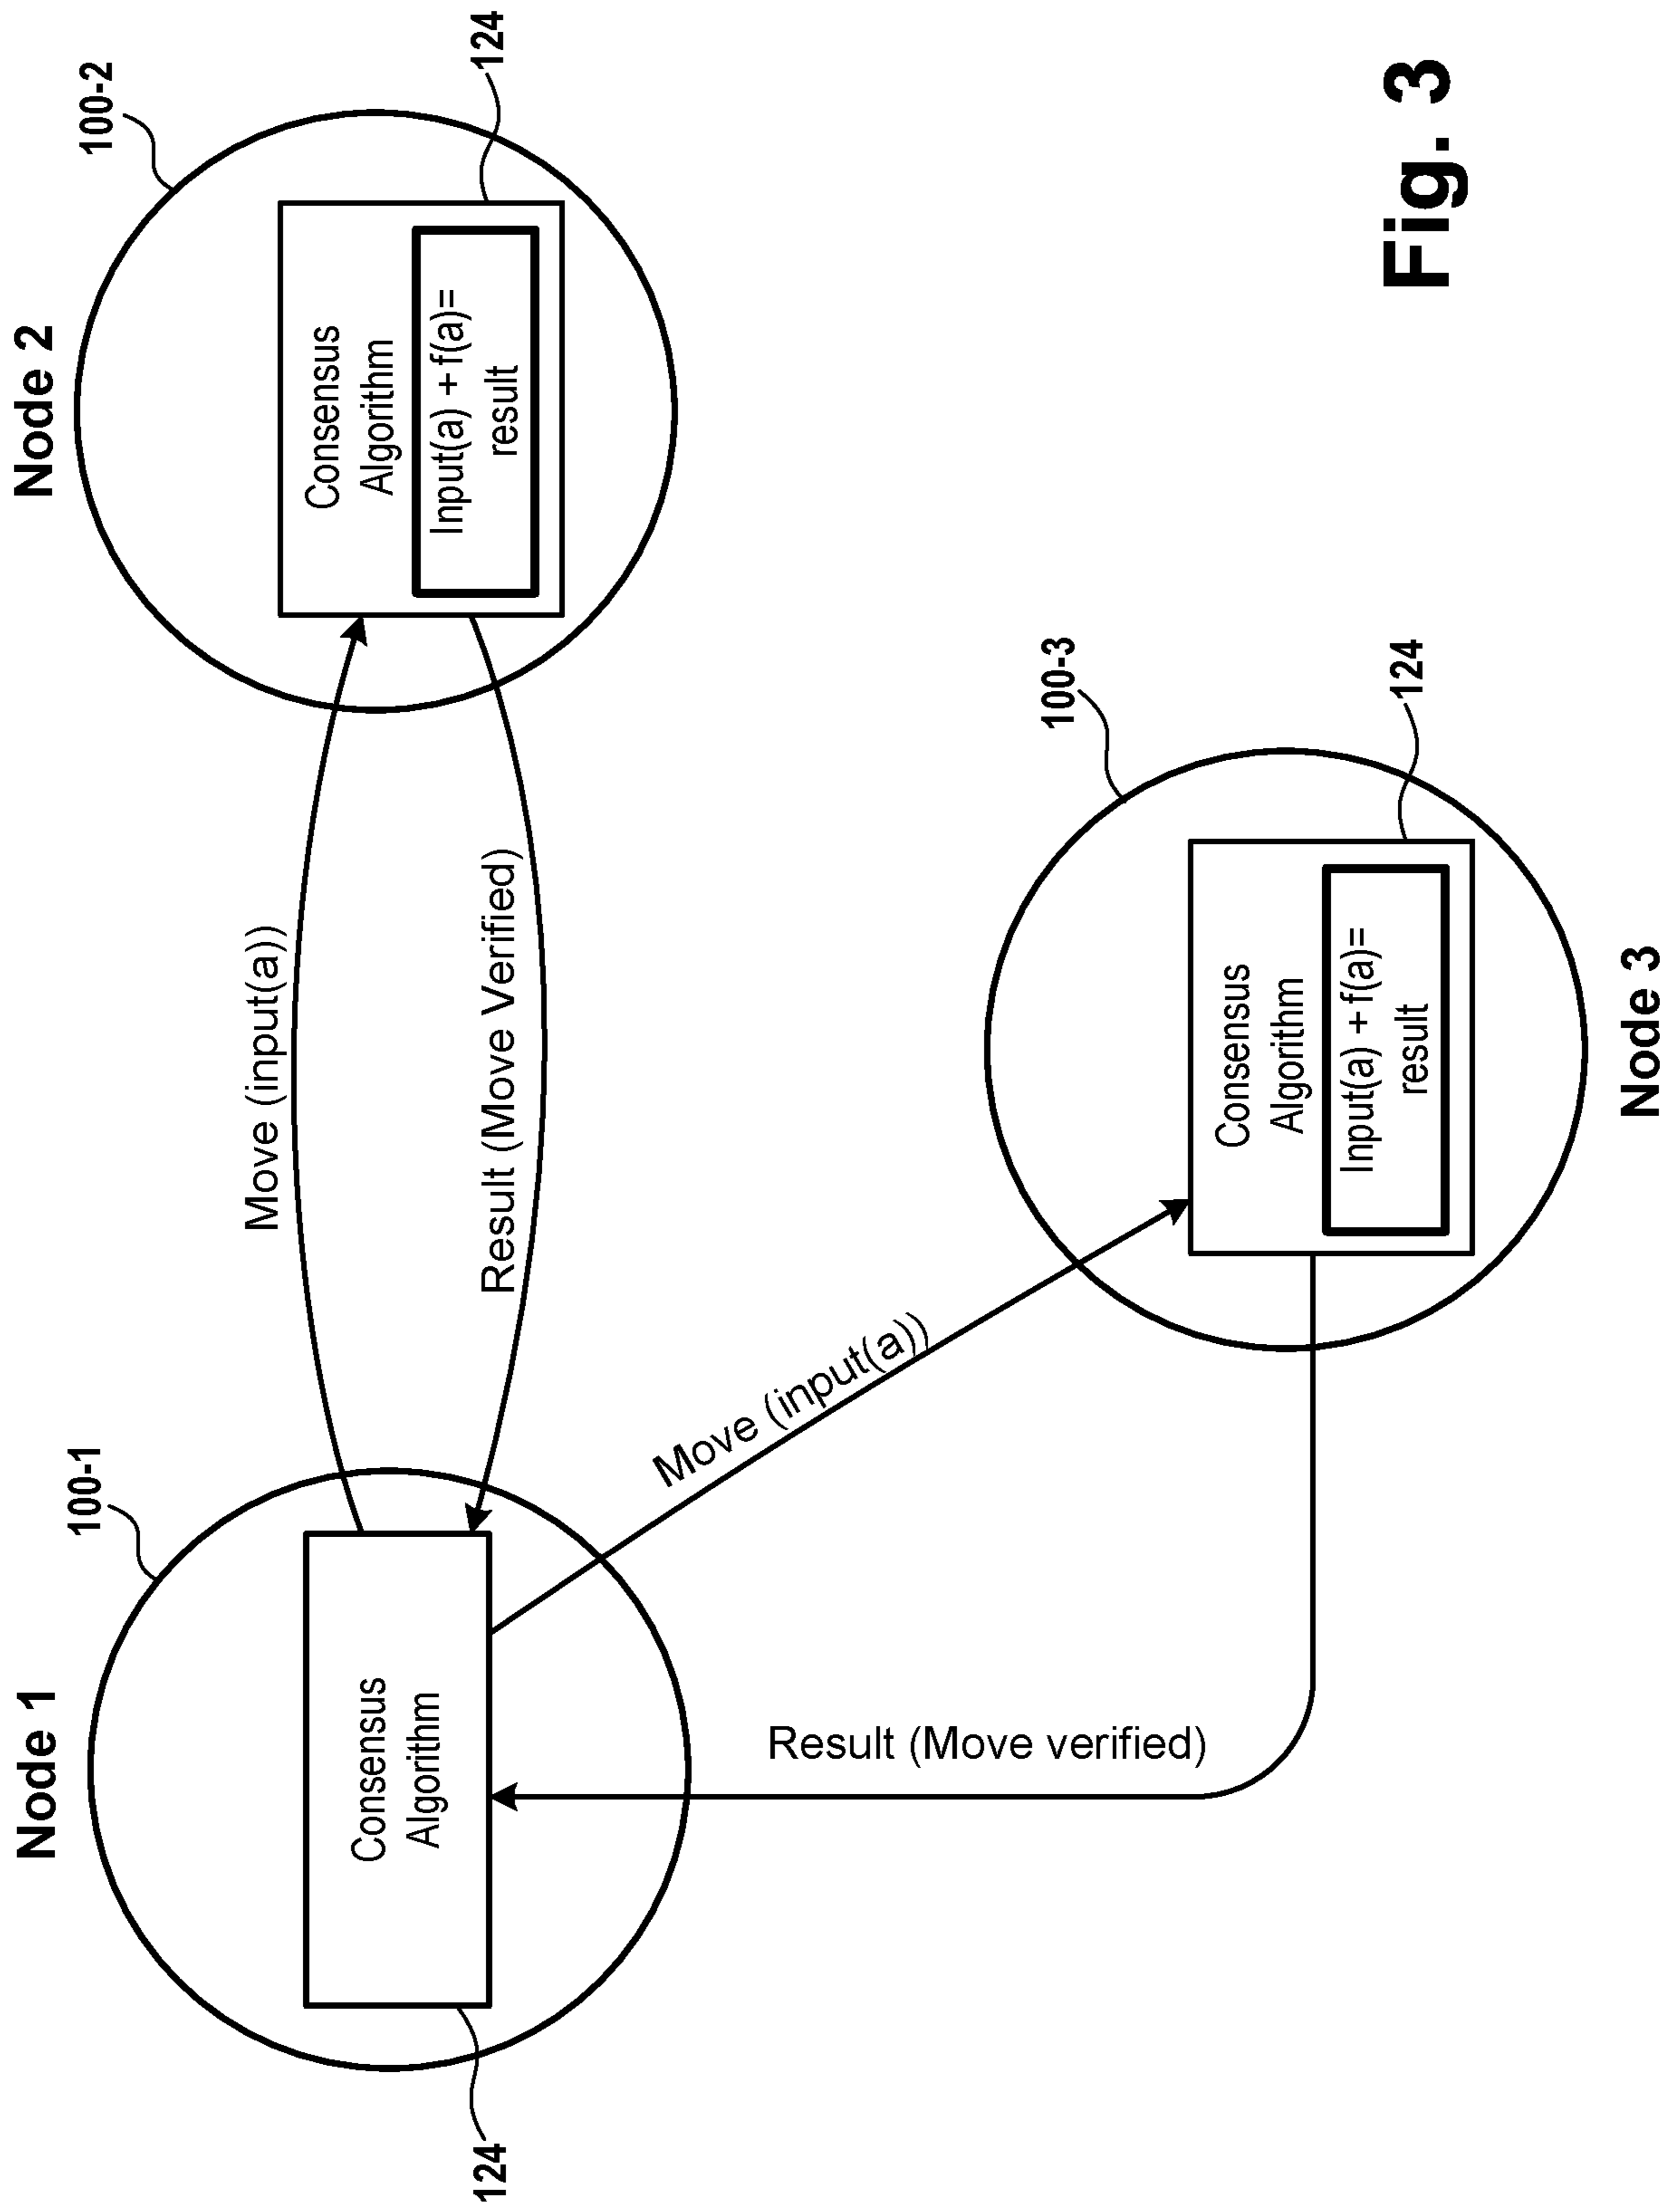 Node 1
100-1
Consensus
Algorithm
124
Move (input(a))
Result (Move Verified)
Node 2
100-2
Consensus
Algorithm
Input(a) + f(a)=
result
124
Move (input(a))
Result (Move verified)
100-3
Consensus
Algorithm
Input(a) + f(a)=
result
124
Node 3
Fig. 3